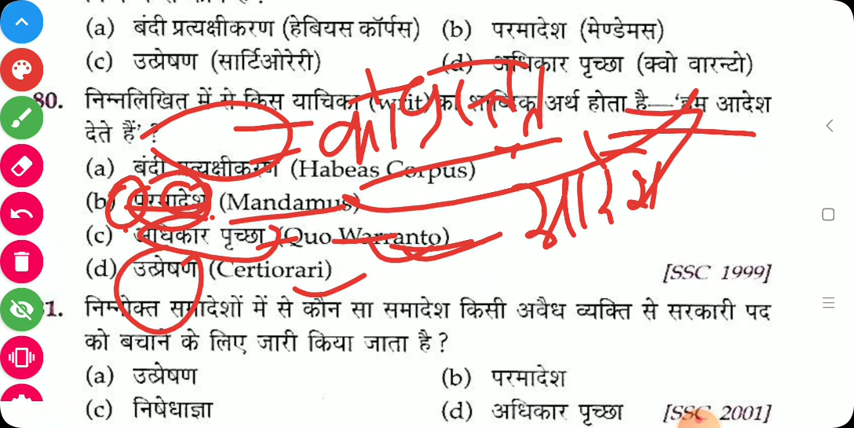 (a) बंदी प्रत्यक्षीकरण (हेबियस कॉर्पस) (b) परमादेश (मेण्डेमस)
(c) उत्प्रेषण (सार्टिओरेरी) (d) अधिकार पृच्छा (क्वो वारन्टो)
80. निम्नलिखित में से किस याचिका (writ) का शाब्दिक अर्थ होता है—'हम आदेश
देते हैं' ?
(a) बंदी प्रत्यक्षीकरण (Habeas Corpus)
(b) परमादेश (Mandamus)
(c) अधिकार पृच्छा (Quo Warranto)
आदेश
(d) उत्प्रेषण (Certiorari) [SSC 1999]
1. निम्नोक्त समादेशों में से कौन सा समादेश किसी अवैध व्यक्ति से सरकारी पद
को बचाने के लिए जारी किया जाता है ?
(a) उत्प्रेषण (b) परमादेश
(c) निषेधाज्ञा (d) अधिकार पृच्छा [SSC 2001]